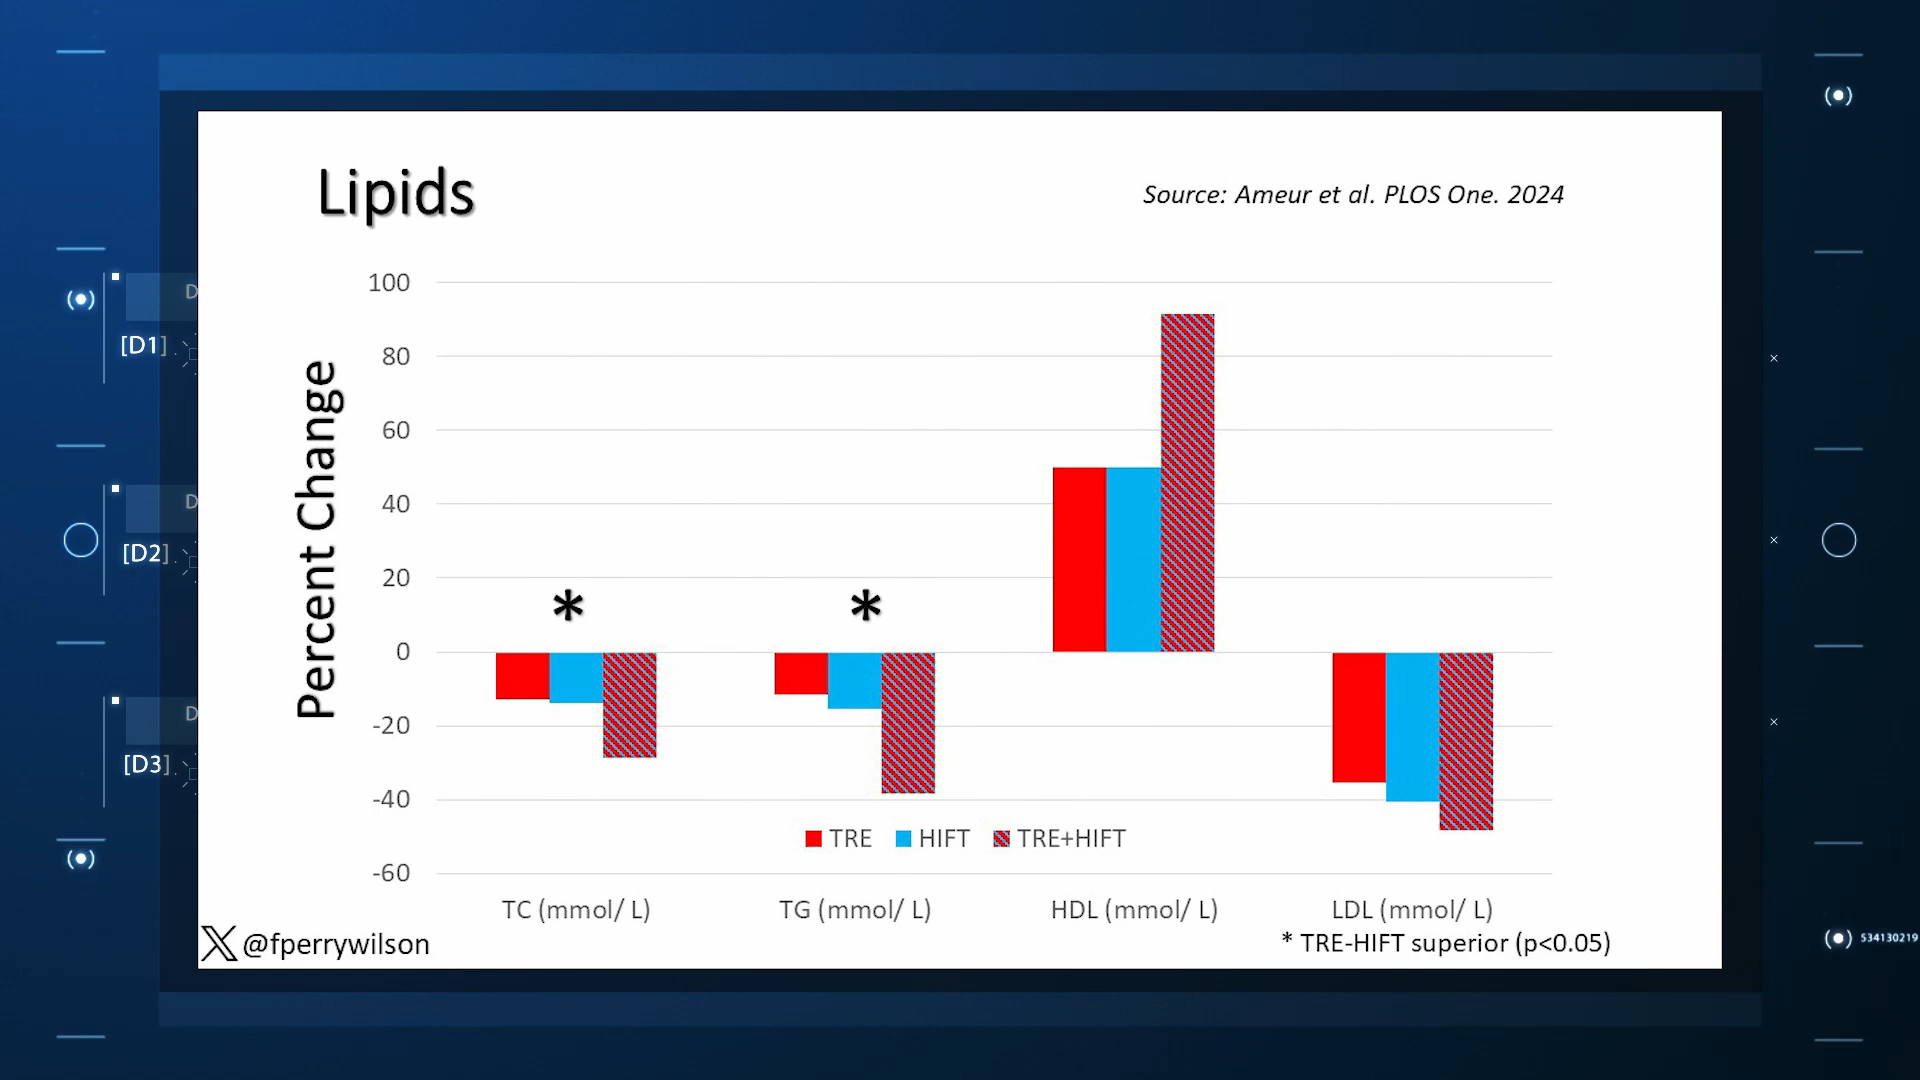 Lipids
Source: Ameur et al. PLOS One. 2024
Percent Change
100
80
60
40
20
0
-20
-40
-60
* *
TRE HIFT TRE+HIFT
TC (mmol/ L) TG (mmol/ L) HDL (mmol/ L) LDL (mmol/ L)
X @fperrywilson
* TRE-HIFT superior (p<0.05)
D
[D1]
D
[D2]
D
[D3]
534130219